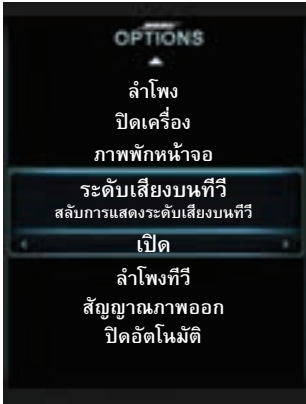 OPTIONS
ลำโพง
ปิดเครื่อง
ภาพพักหน้าจอ
ระดับเสียงบนทีวี
สลับการแสดงระดับเสียงบนทีวี
เปิด
ลำโพงทีวี
สัญญาณภาพออก
ปิดอัตโนมัติ